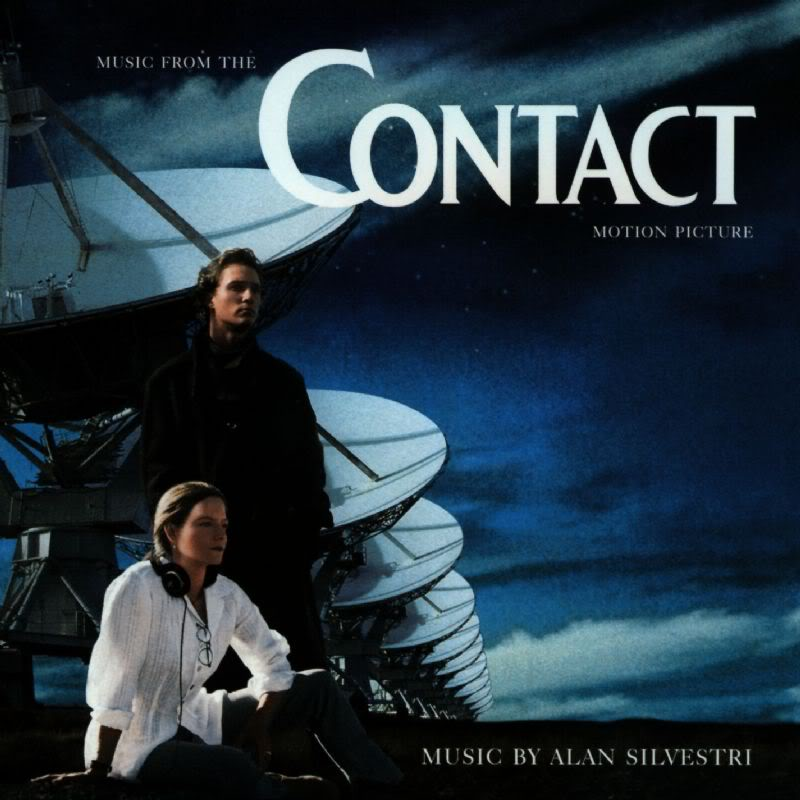 MUSIC FROM THE
CONTACT
MOTION PICTURE
MUSIC BY ALAN SILVESTRI